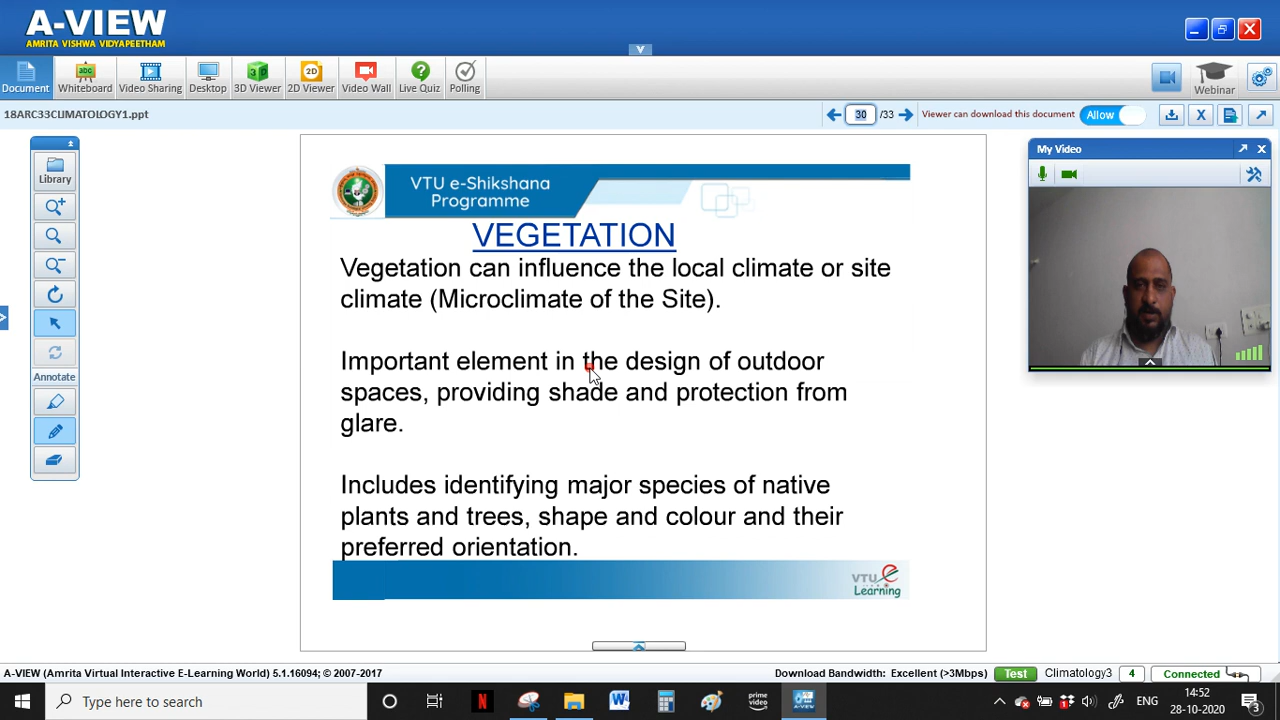 A-VIEW
AMRITA VISHWA VIDYAPEETHAM
Document
Whiteboard
Video Sharing
Desktop
3D Viewer
2D Viewer
Video Wall
Live Quiz
Polling
Webinar
18ARC33CLIMATOLOGY1.ppt
30 /33
Viewer can download this document
Allow
My Video
Library
Annotate
VTU e-Shikshana
Programme
VEGETATION
Vegetation can influence the local climate or site
climate (Microclimate of the Site).
Important element in the design of outdoor
spaces, providing shade and protection from
glare.
Includes identifying major species of native
plants and trees, shape and colour and their
preferred orientation.
VTU e
Learning
A-VIEW (Amrita Virtual Interactive E-Learning World) 5.1.16094; © 2007-2017
Download Bandwidth: Excellent (>3Mbps)
Test
Climatology3
4
Connected
Type here to search
prime
video
A-VIEW
ENG
14:52
28-10-2020
3